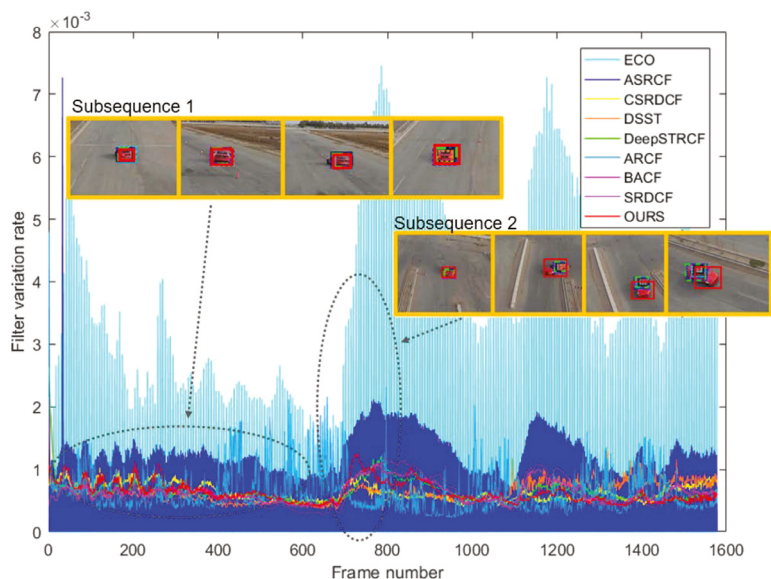 ×10⁻³
8
7
6
5
4
3
2
1
0
Filter variation rate
0
200
400
600
800
1000
1200
1400
1600
Frame number
Subsequence 1
Subsequence 2
ECO
ASRCF
CSRDCF
DSST
DeepSTRCF
ARCF
BACF
SRDCF
OURS